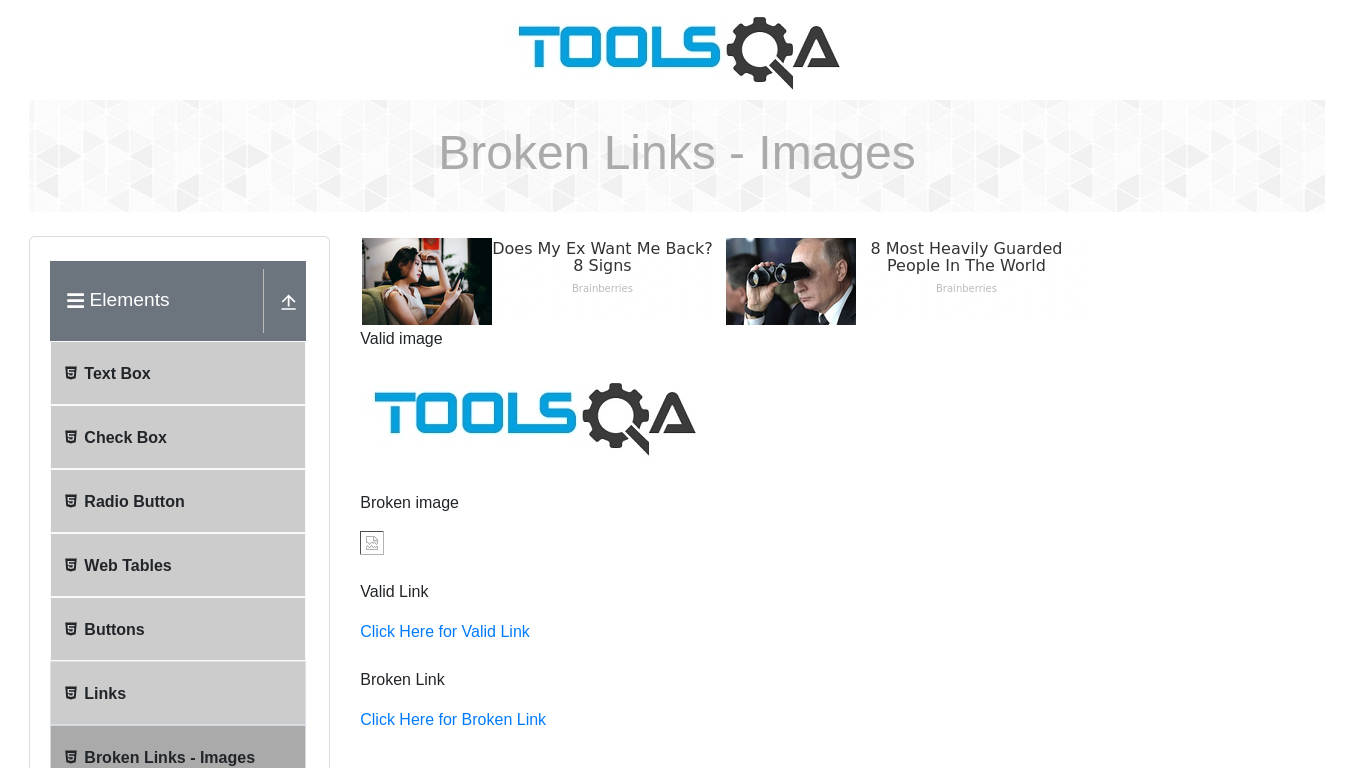 TOOLSQA
Broken Links - Images
Elements
Text Box
Check Box
Radio Button
Web Tables
Buttons
Links
Broken Links - Images
Does My Ex Want Me Back?
8 Signs
Brainberries
8 Most Heavily Guarded
People In The World
Brainberries
Valid image
TOOLSQA
Broken image
Valid Link
Click Here for Valid Link
Broken Link
Click Here for Broken Link